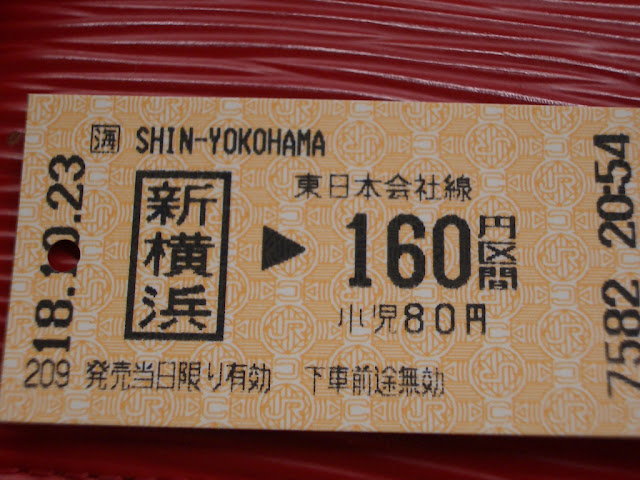 海 SHIN-YOKOHAMA
18.10.23
新横浜
東日本会社線
▶ 160円区間
小児80円
20-54
7582
209 発売当日限り有効 下車前途無効